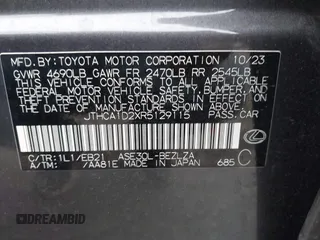 MFD.BY:TOYOTA MOTOR CORPORATION 10/23
GVWR 4690LB GAWR FR 2470LB RR 2545LB
THIS VEHICLE CONFORMS TO ALL APPLICABLE
FEDERAL MOTOR VEHICLE SAFETY, BUMPER, AND
THEFT PREVENTION STANDARDS IN EFFECT ON
THE DATE OF MANUFACTURE SHOWN ABOVE.
JTHCA1D2XR5129115 PASS.CAR
C/TR:1L1/EB21 ASE30L-BEZLZA
A/TM: /AA81E MADE IN JAPAN 685 C
DREAMBID